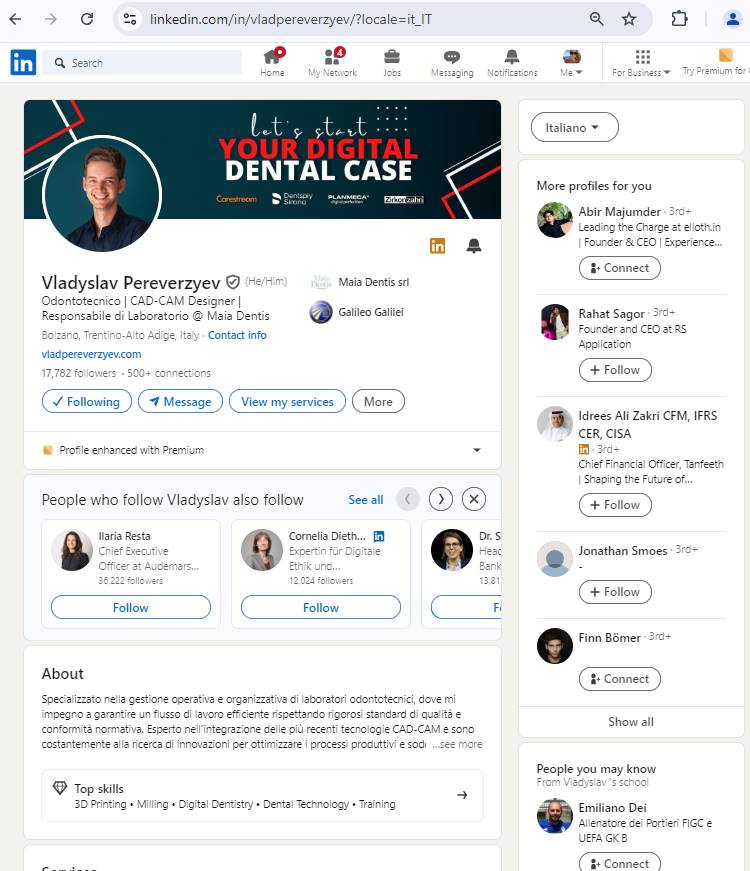 linkedin.com/in/vladpereverzyev/?locale=it_IT
in
Search
Home
4
My Network
Jobs
Messaging
Notifications
Me
For Business
Try Premium for
let's start
YOUR DIGITAL
DENTAL CASE
Carestream
Dentsply
Sirona
PLANMECA
Zirkonzahn
in
Vladyslav Pereverzyev (He/Him)
Odontotecnico | CAD-CAM Designer |
Responsabile di Laboratorio @ Maia Dentis
Bolzano, Trentino-Alto Adige, Italy · Contact info
vladpereverzyev.com
17,782 followers · 500+ connections
Maia Dentis srl
Galileo Galilei
Following
Message
View my services
More
Profile enhanced with Premium
People who follow Vladyslav also follow
See all
Ilaria Resta
Chief Executive
Officer at Audemars...
36,222 followers
Follow
Cornelia Dieth... in
Expertin für Digitale
Ethik und...
12,024 followers
Follow
Dr. S
Head
Bank
13,81
About
Specializzato nella gestione operativa e organizzativa di laboratori odontotecnici, dove mi
impegno a garantire un flusso di lavoro efficiente rispettando rigorosi standard di qualità e
conformità normativa. Esperto nell'integrazione delle più recenti tecnologie CAD-CAM e sono
costantemente alla ricerca di innovazioni per ottimizzare i processi produttivi e ...see more
Top skills
3D Printing • Milling • Digital Dentistry • Dental Technology • Training
Services
Italiano
More profiles for you
Abir Majumder · 3rd+
Leading the Charge at elloth.in
| Founder & CEO | Experience...
Connect
Rahat Sagor · 3rd+
Founder and CEO at RS
Application
+ Follow
Idrees Ali Zakri CFM, IFRS
CER, CISA
in · 3rd+
Chief Financial Officer, Tanfeeth
| Shaping the Future of...
+ Follow
Jonathan Smoes · 3rd+
-
+ Follow
Finn Bömer · 3rd+
Connect
Show all
People you may know
From Vladyslav's school
Emiliano Dei
Allenatore dei Portieri FIGC e
UEFA GK B
Connect